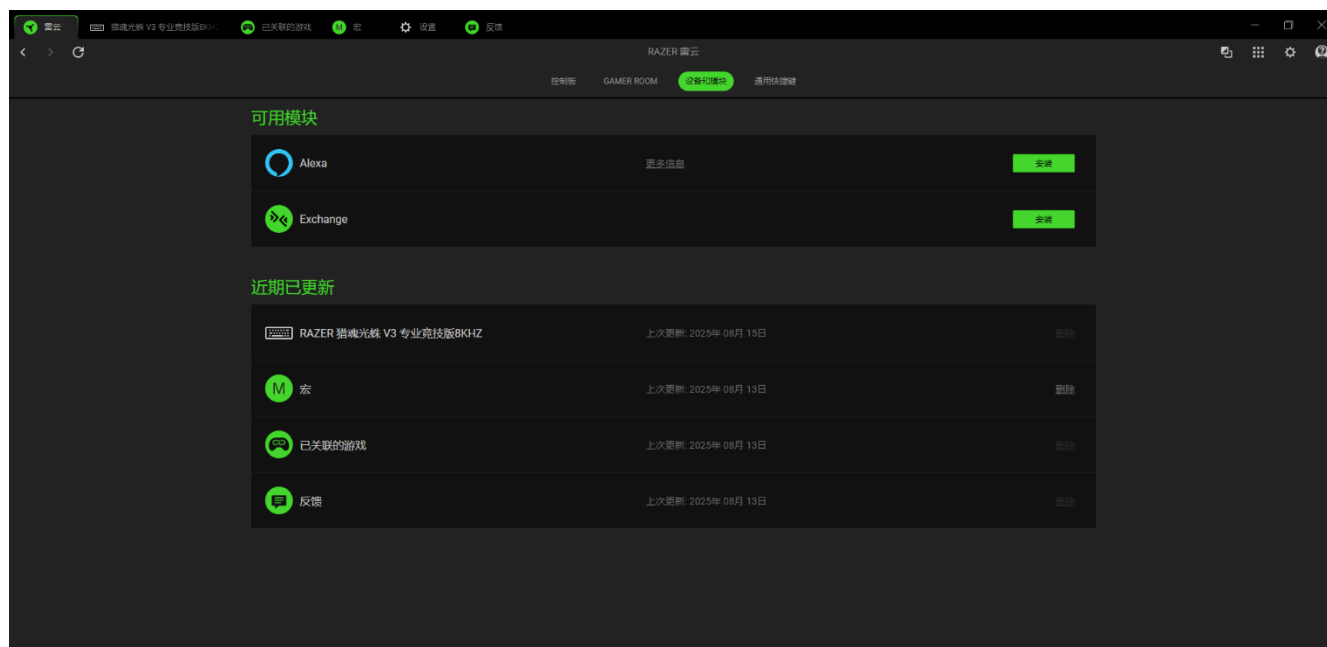 雷云 猎魂光蛛 V3 专业竞技版8KHZ 已关联的游戏 M 宏 设置 反馈
RAZER 雷云
控制板 GAMER ROOM 设备和模块 通用快捷键
可用模块
Alexa 更多信息 安装
Exchange 安装
近期已更新
RAZER 猎魂光蛛 V3 专业竞技版8KHZ 上次更新: 2025年 08月 15日 删除
M 宏 上次更新: 2025年 08月 13日 删除
已关联的游戏 上次更新: 2025年 08月 13日 删除
反馈 上次更新: 2025年 08月 13日 删除